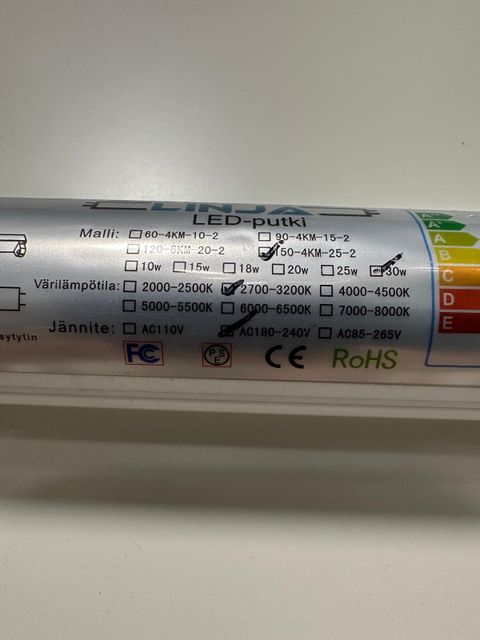 LINJA
LED-putki
Malli: 60-4KM-10-2 90-4KM-15-2
120-6KM-20-2 150-4KM-25-2
10w 15w 18w 20w 25w 30w
Värilämpötila: 2000-2500K 2700-3200K 4000-4500K
5000-5500K 6000-6500K 7000-8000K
Jännite: AC110V AC180-240V AC85-265V
sytytin
FC PSE CE RoHS
A
B
C
D
E